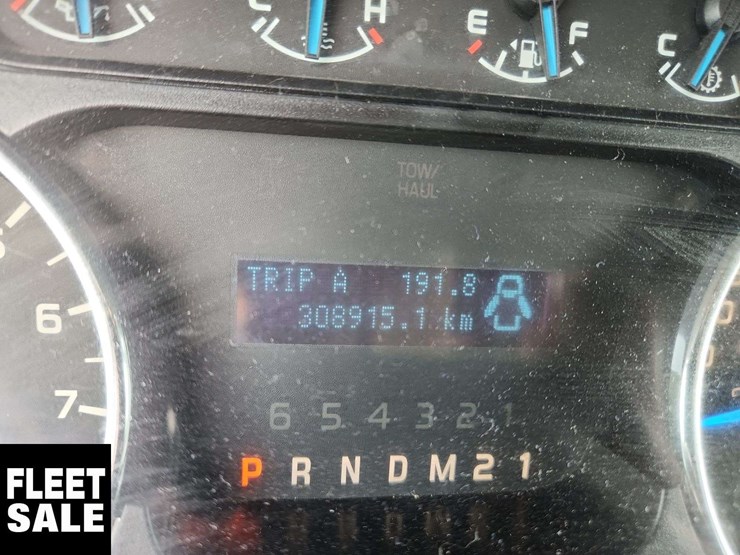 C H
E F
C
TOW/
HAUL
TRIP A 191.8
308915.1 km
6
7
6 5 4 3 2 1
P R N D M 2 1
FLEET
SALE